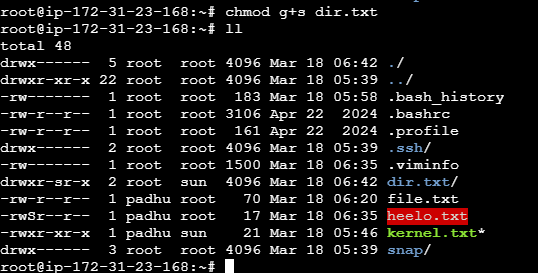 root@ip-172-31-23-168:~# chmod g+s dir.txt
root@ip-172-31-23-168:~# ll
total 48
drwx------  5 root  root 4096 Mar 18 06:42 ./
drwxr-xr-x 22 root  root 4096 Mar 18 05:39 ../
-rw-------  1 root  root  183 Mar 18 05:58 .bash_history
-rw-r--r--  1 root  root 3106 Apr 22  2024 .bashrc
-rw-r--r--  1 root  root  161 Apr 22  2024 .profile
drwx------  2 root  root 4096 Mar 18 05:39 .ssh/
-rw-------  1 root  root 1500 Mar 18 06:35 .viminfo
drwxr-sr-x  2 root  sun  4096 Mar 18 06:42 dir.txt/
-rw-r--r--  1 padhu root   70 Mar 18 06:20 file.txt
-rwSr--r--  1 padhu root   17 Mar 18 06:35 heelo.txt
-rwxr-xr-x  1 padhu sun    21 Mar 18 05:46 kernel.txt*
drwx------  3 root  root 4096 Mar 18 05:39 snap/
root@ip-172-31-23-168:~#